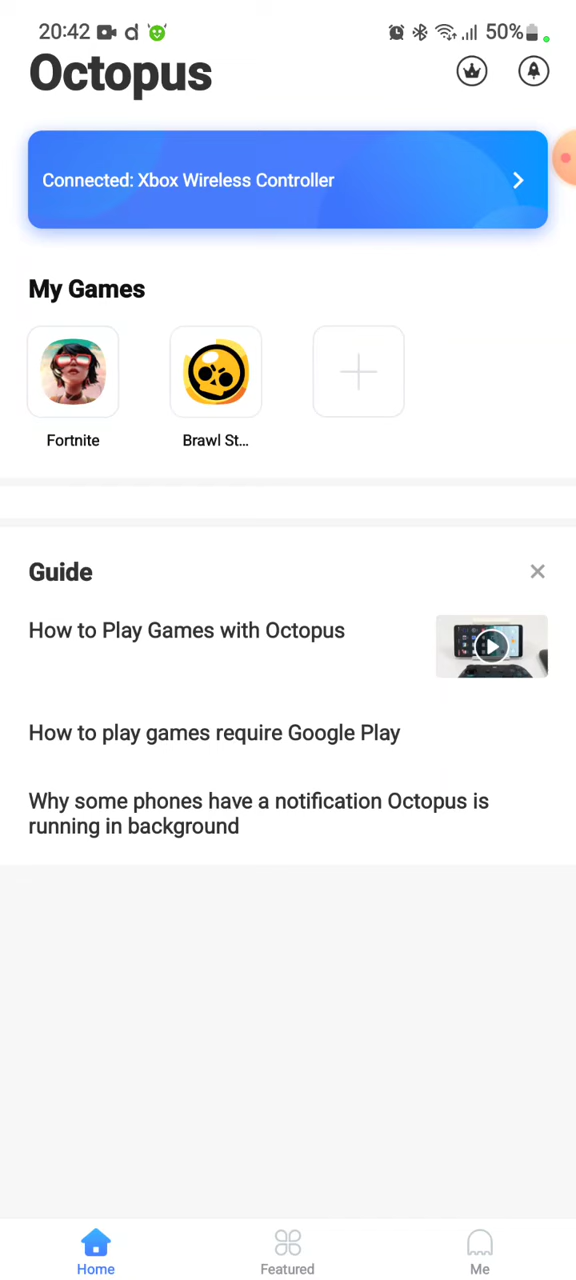 20:42 d 50%
Octopus
Connected: Xbox Wireless Controller
My Games
Fortnite Brawl St...
Guide
How to Play Games with Octopus
How to play games require Google Play
Why some phones have a notification Octopus is
running in background
Home Featured Me